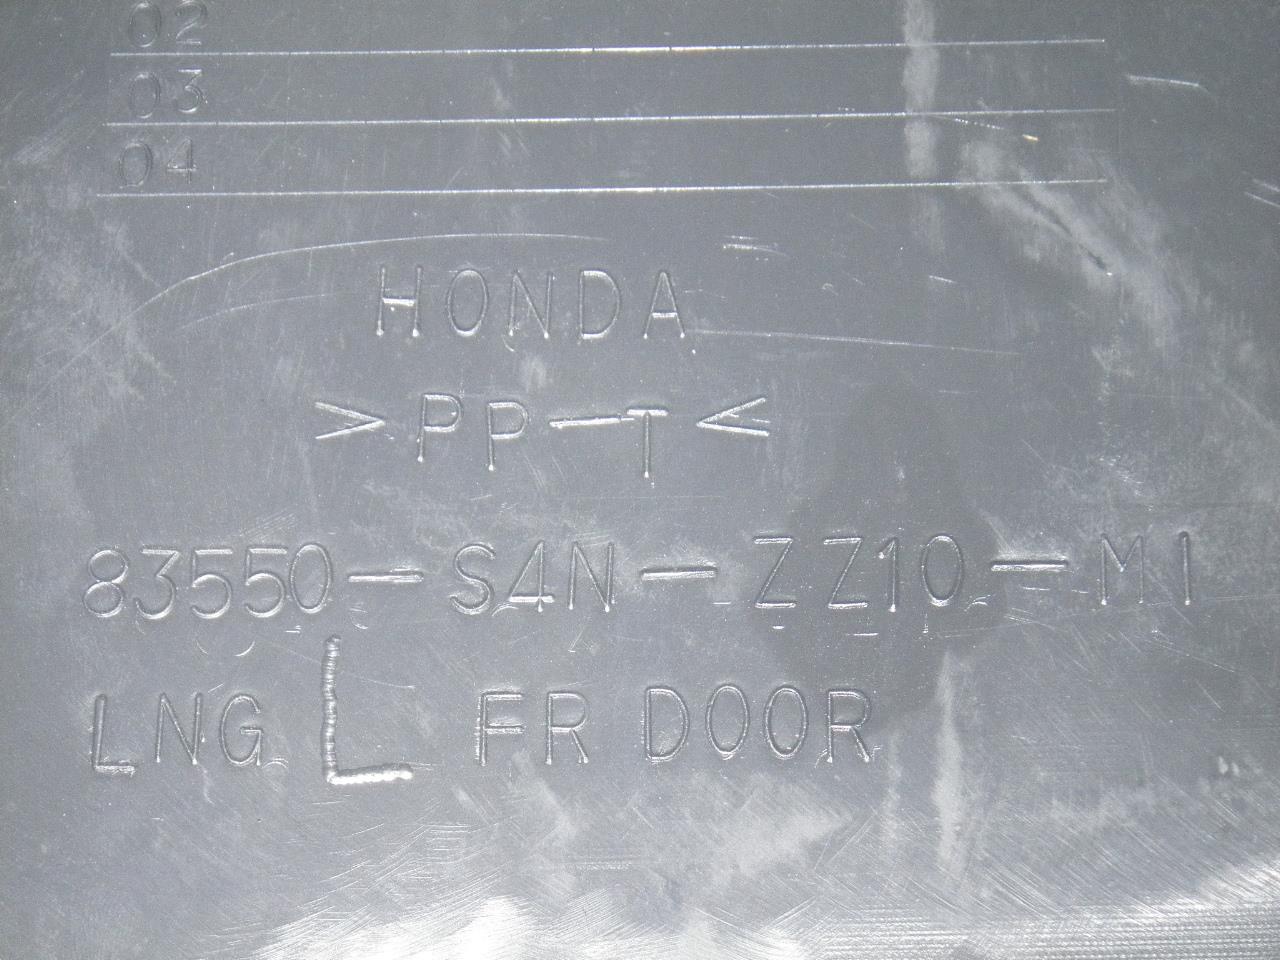 02
03
04
HONDA
>PP-T<
83550-S4N-ZZ10-M1
LNG L FR DOOR